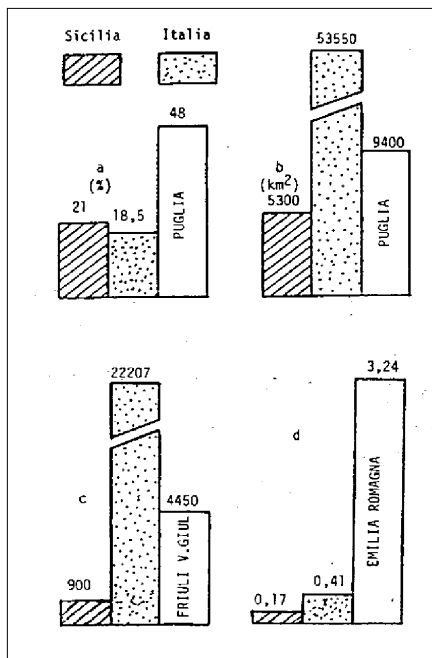 Sicilia Italia
a
(%)
21
18,5
48
PUGLIA
b
(km²)
5300
53550
9400
PUGLIA
c
900
22207
4450
FRIULI V.GIUL
d
0,17
0,41
3,24
EMILIA ROMAGNA